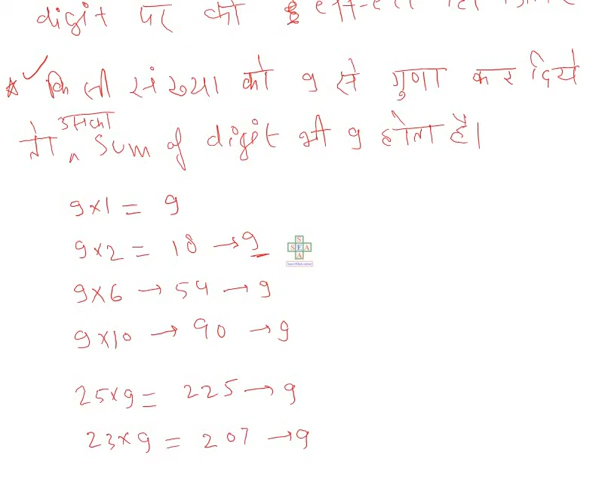 digit पर को
* ✓ किसी संख्या को 9 से गुणा कर दिये
तो उसका Sum of digit भी 9 होता है।
9×1 = 9
9×2 = 18 → 9
9×6 → 54 → 9
9×10 → 90 → 9
25×9 = 225 → 9
23×9 = 207 → 9